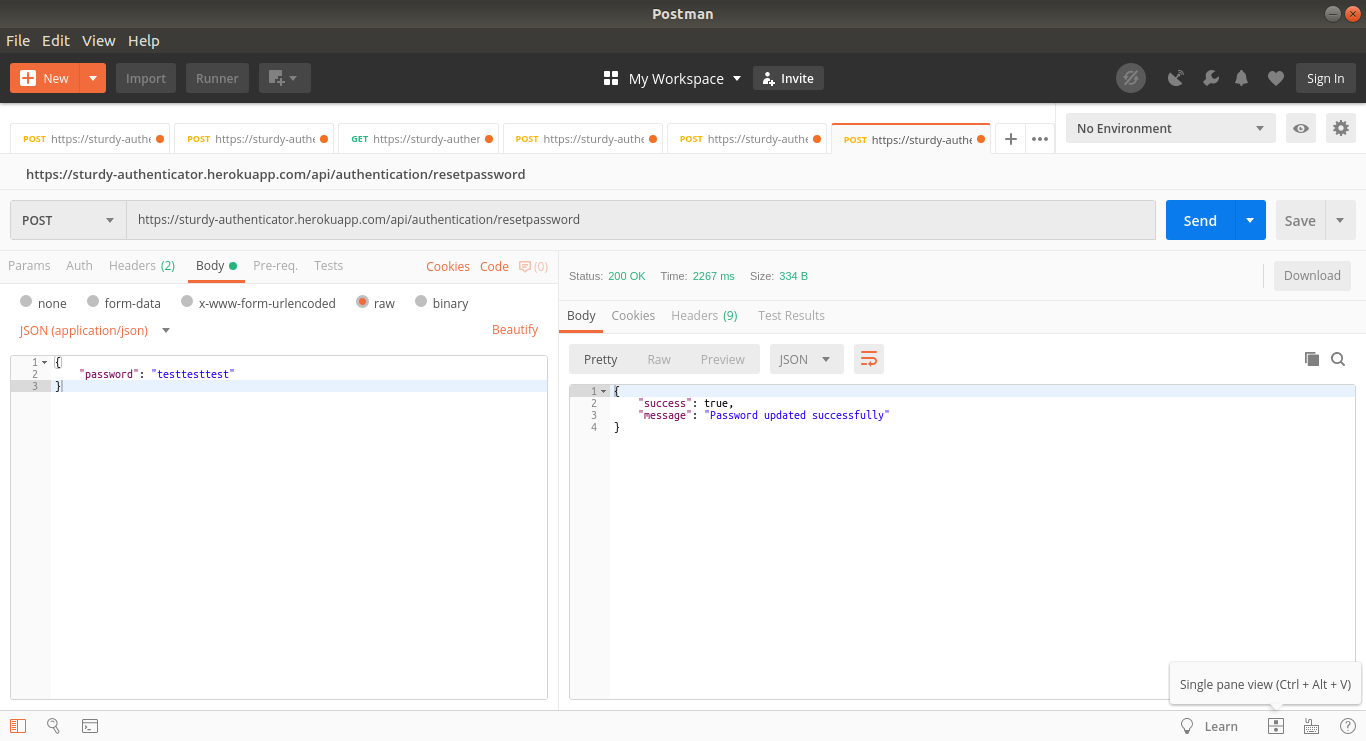 Postman
File Edit View Help
New Import Runner My Workspace Invite Sign In
POST https://sturdy-authe POST https://sturdy-authe GET https://sturdy-auther POST https://sturdy-authe POST https://sturdy-authe POST https://sturdy-authe No Environment
https://sturdy-authenticator.herokuapp.com/api/authentication/resetpassword
POST https://sturdy-authenticator.herokuapp.com/api/authentication/resetpassword Send Save
Params Auth Headers (2) Body Pre-req. Tests Cookies Code (0)
none form-data x-www-form-urlencoded raw binary
JSON (application/json) Beautify
1 {
2 "password": "testtesttest"
3 }
Status: 200 OK Time: 2267 ms Size: 334 B Download
Body Cookies Headers (9) Test Results
Pretty Raw Preview JSON
1 {
2 "success": true,
3 "message": "Password updated successfully"
4 }
Single pane view (Ctrl + Alt + V)
Learn